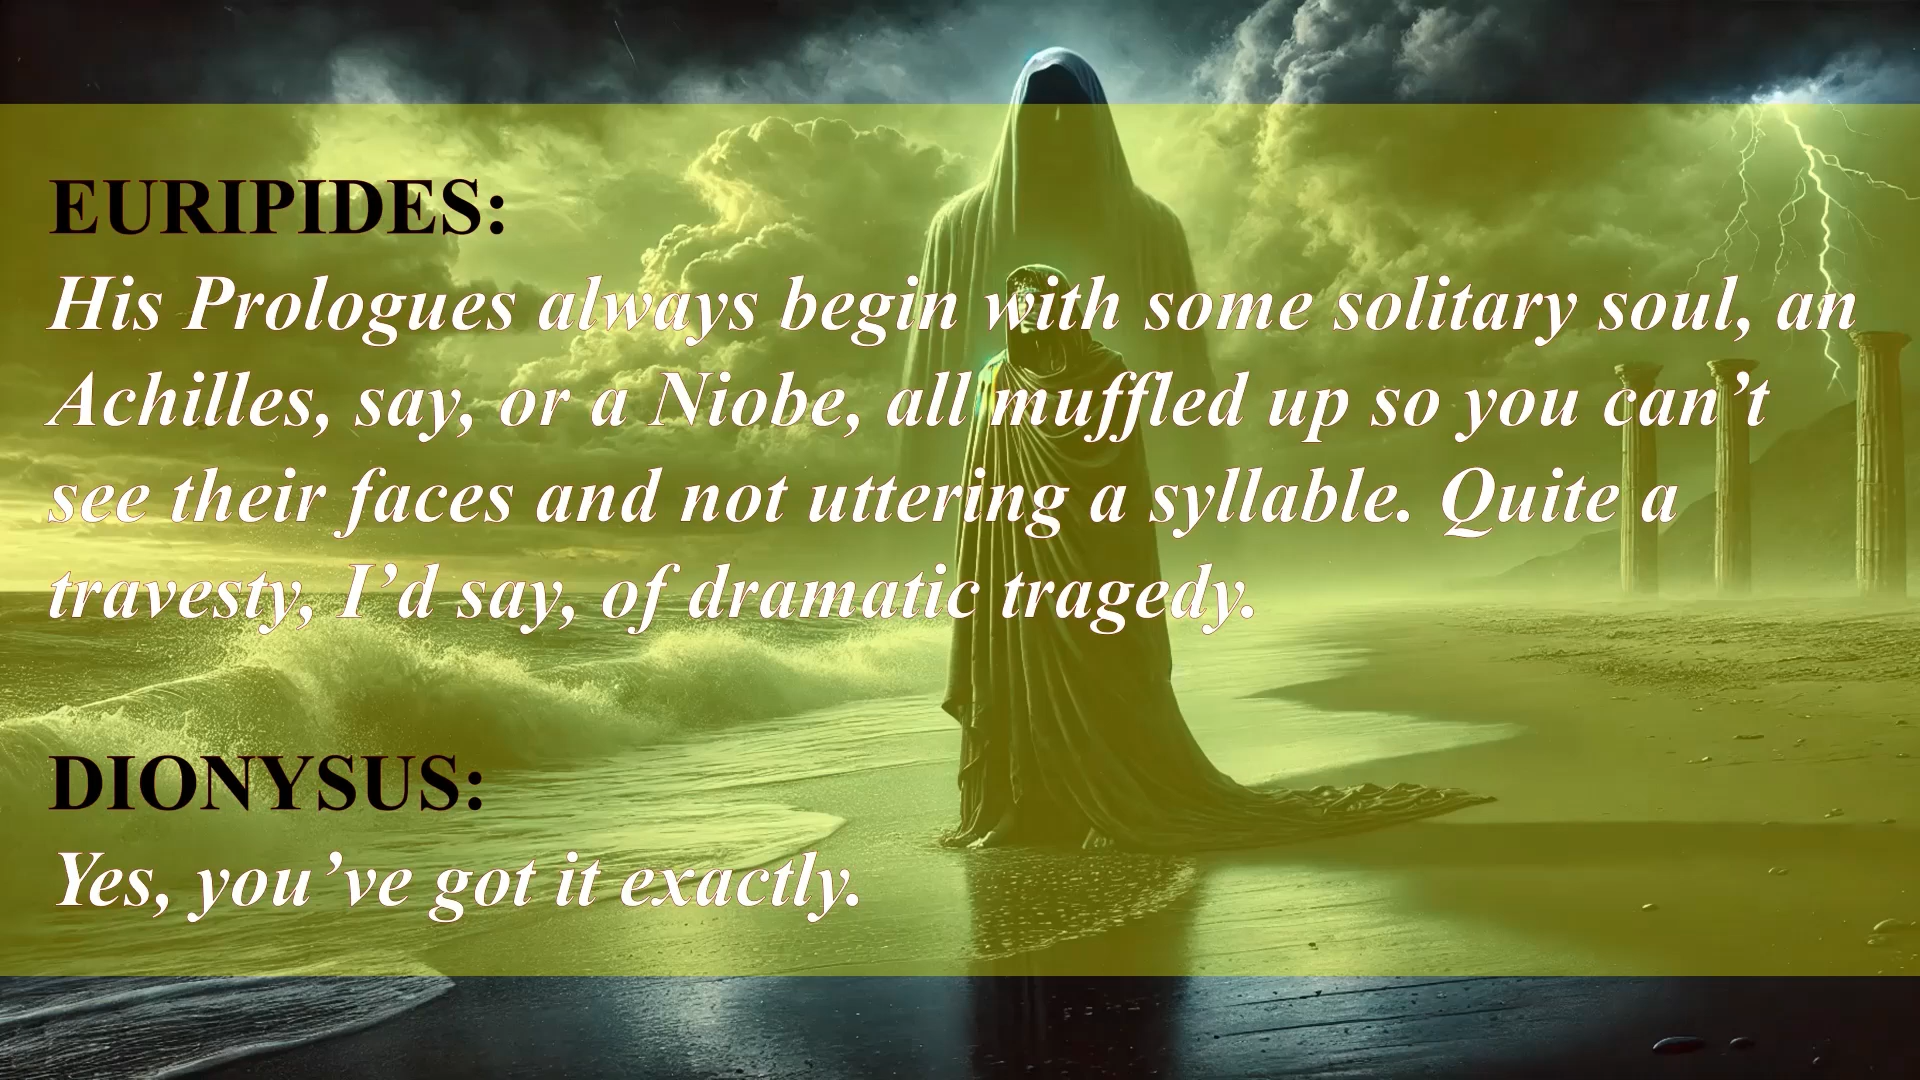 EURIPIDES:
His Prologues always begin with some solitary soul, an
Achilles, say, or a Niobe, all muffled up so you can’t
see their faces and not uttering a syllable. Quite a
travesty, I’d say, of dramatic tragedy.
DIONYSUS:
Yes, you’ve got it exactly.